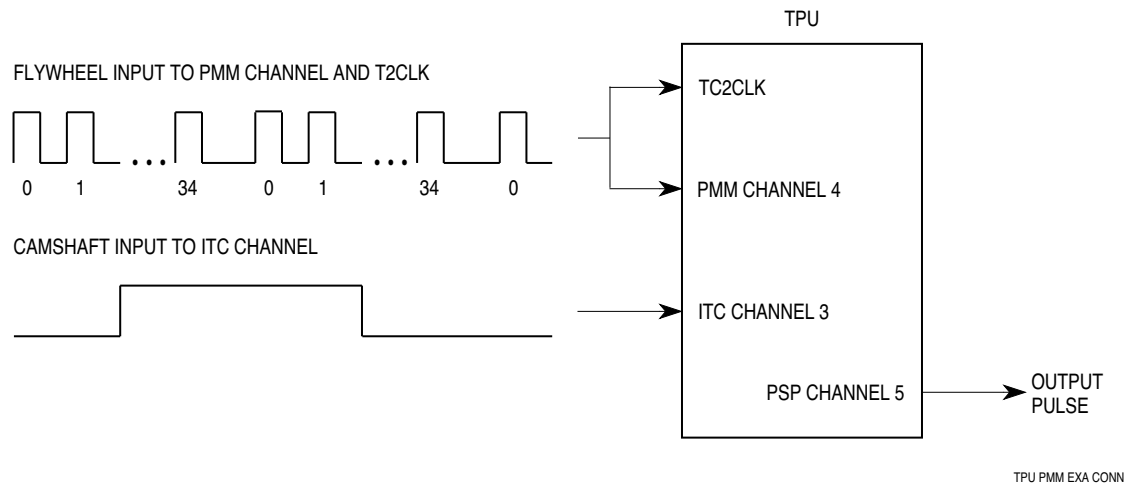 TPU
FLYWHEEL INPUT TO PMM CHANNEL AND T2CLK
TC2CLK
0 1 34 0 1 34 0
PMM CHANNEL 4
CAMSHAFT INPUT TO ITC CHANNEL
ITC CHANNEL 3
PSP CHANNEL 5
OUTPUT
PULSE
TPU PMM EXA CONN